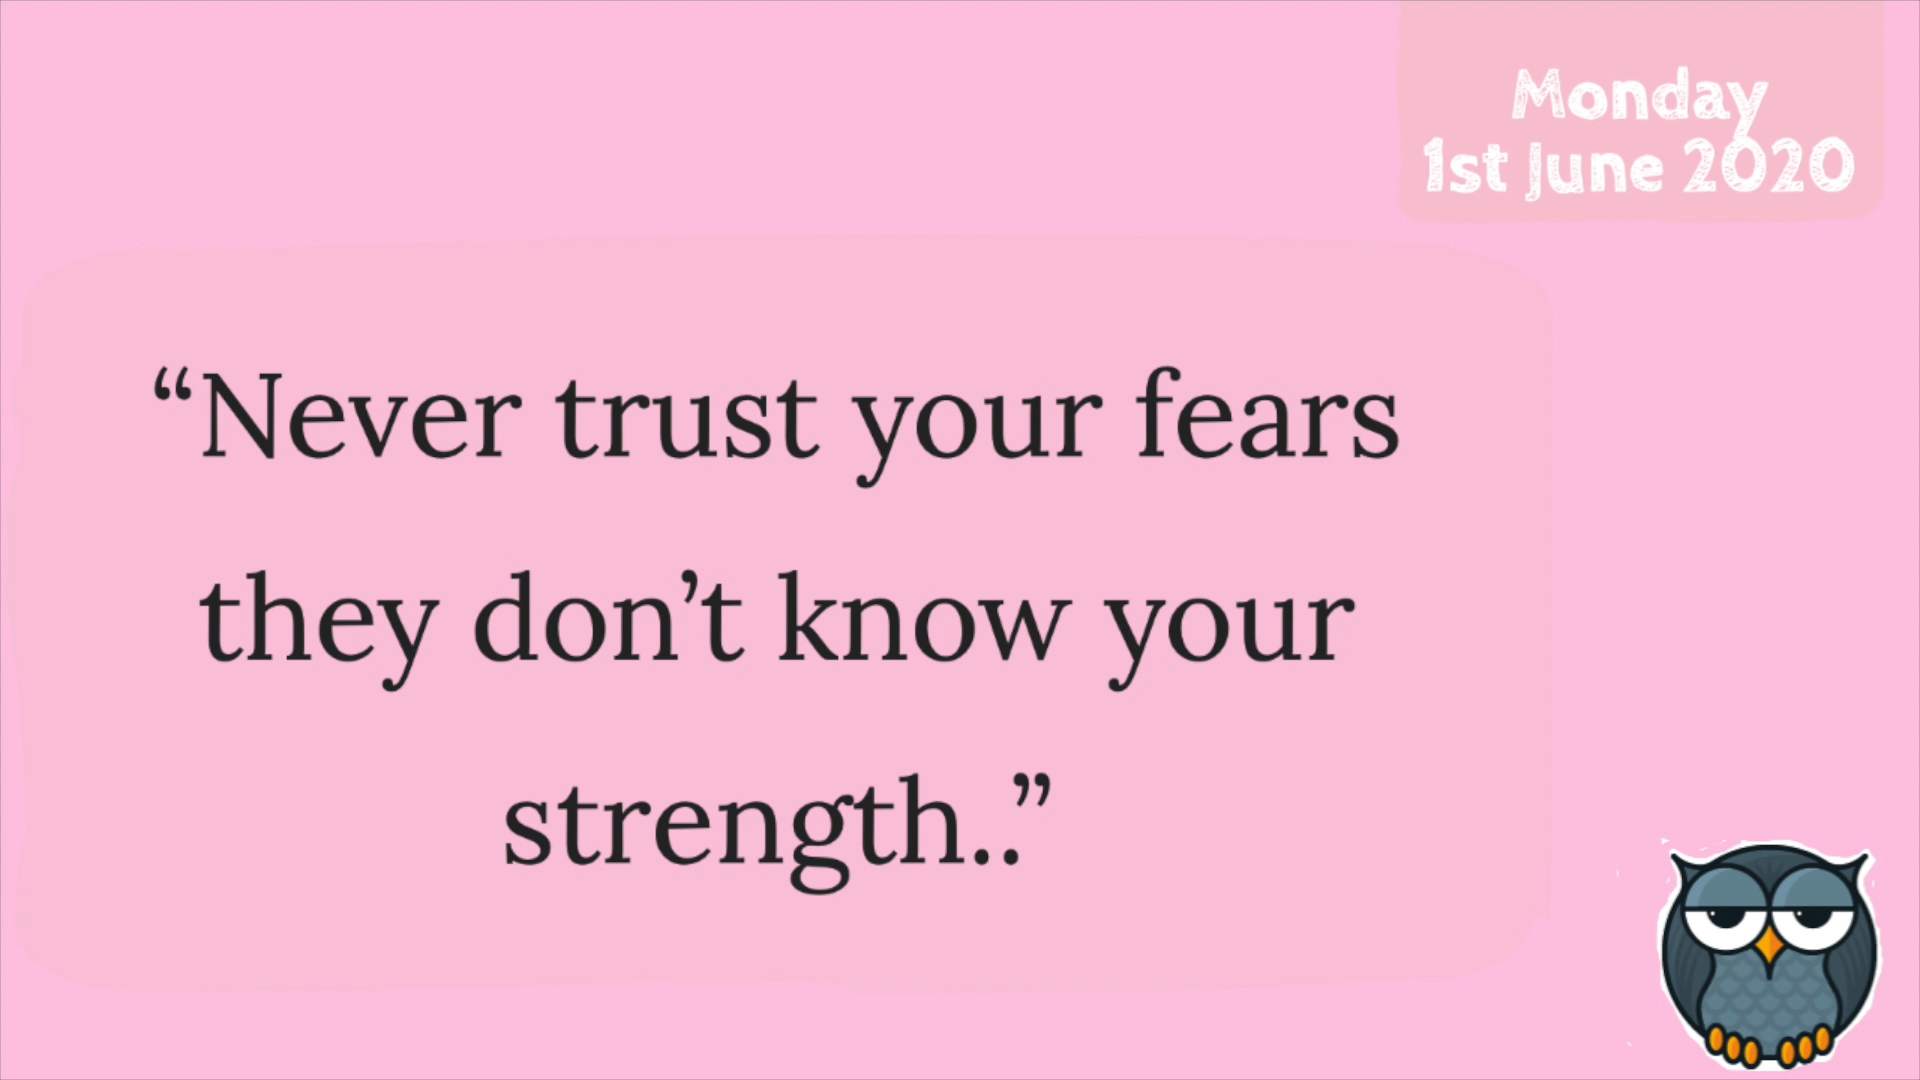 Monday
1st June 2020
“Never trust your fears
they don’t know your
strength..”